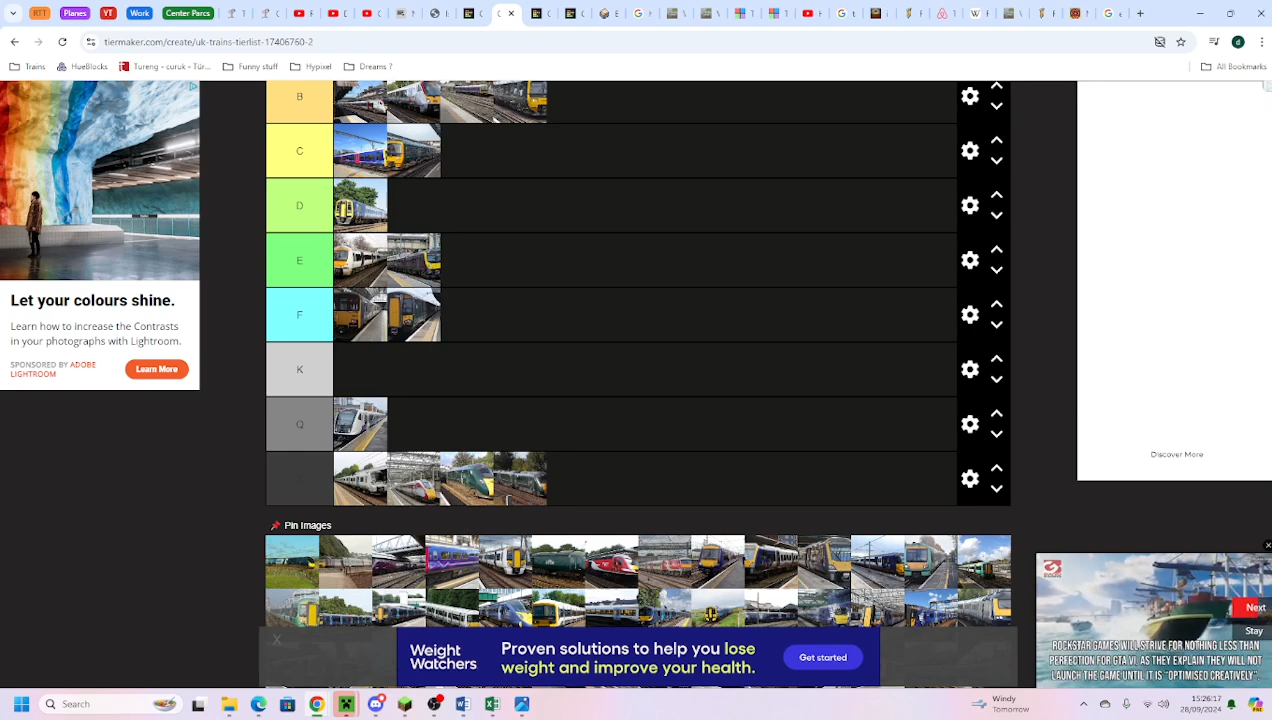 RTT
Planes
Work
Center Parcs
tiermaker.com/create/uk-trains-tierlist-17406760-2
d
Trains
HueBlocks
Tureng - curuk - Tür...
Funny stuff
Hypixel
Dreams 7
All Bookmarks
B
C
D
E
F
K
Q
Let your colours shine.
Learn how to increase the Contrasts
in your photographs with Lightroom.
SPONSORED BY ADOBE
LIGHTROOM
Learn More
Discover More
Pin Images
X
Weight
Watchers
Proven solutions to help you lose
weight and improve your health.
Get started
Next
Stay
ROCKSTAR GAMES WILL STRIVE FOR NOTHING LESS THAN
PERFECTION FOR GTA VI, AS THEY EXPLAIN THEY WILL NOT
LAUNCH THE GAME UNTIL IT IS "OPTIMISED CREATIVELY".
Search
Windy
Tomorrow
15:26:17
28/09/2024